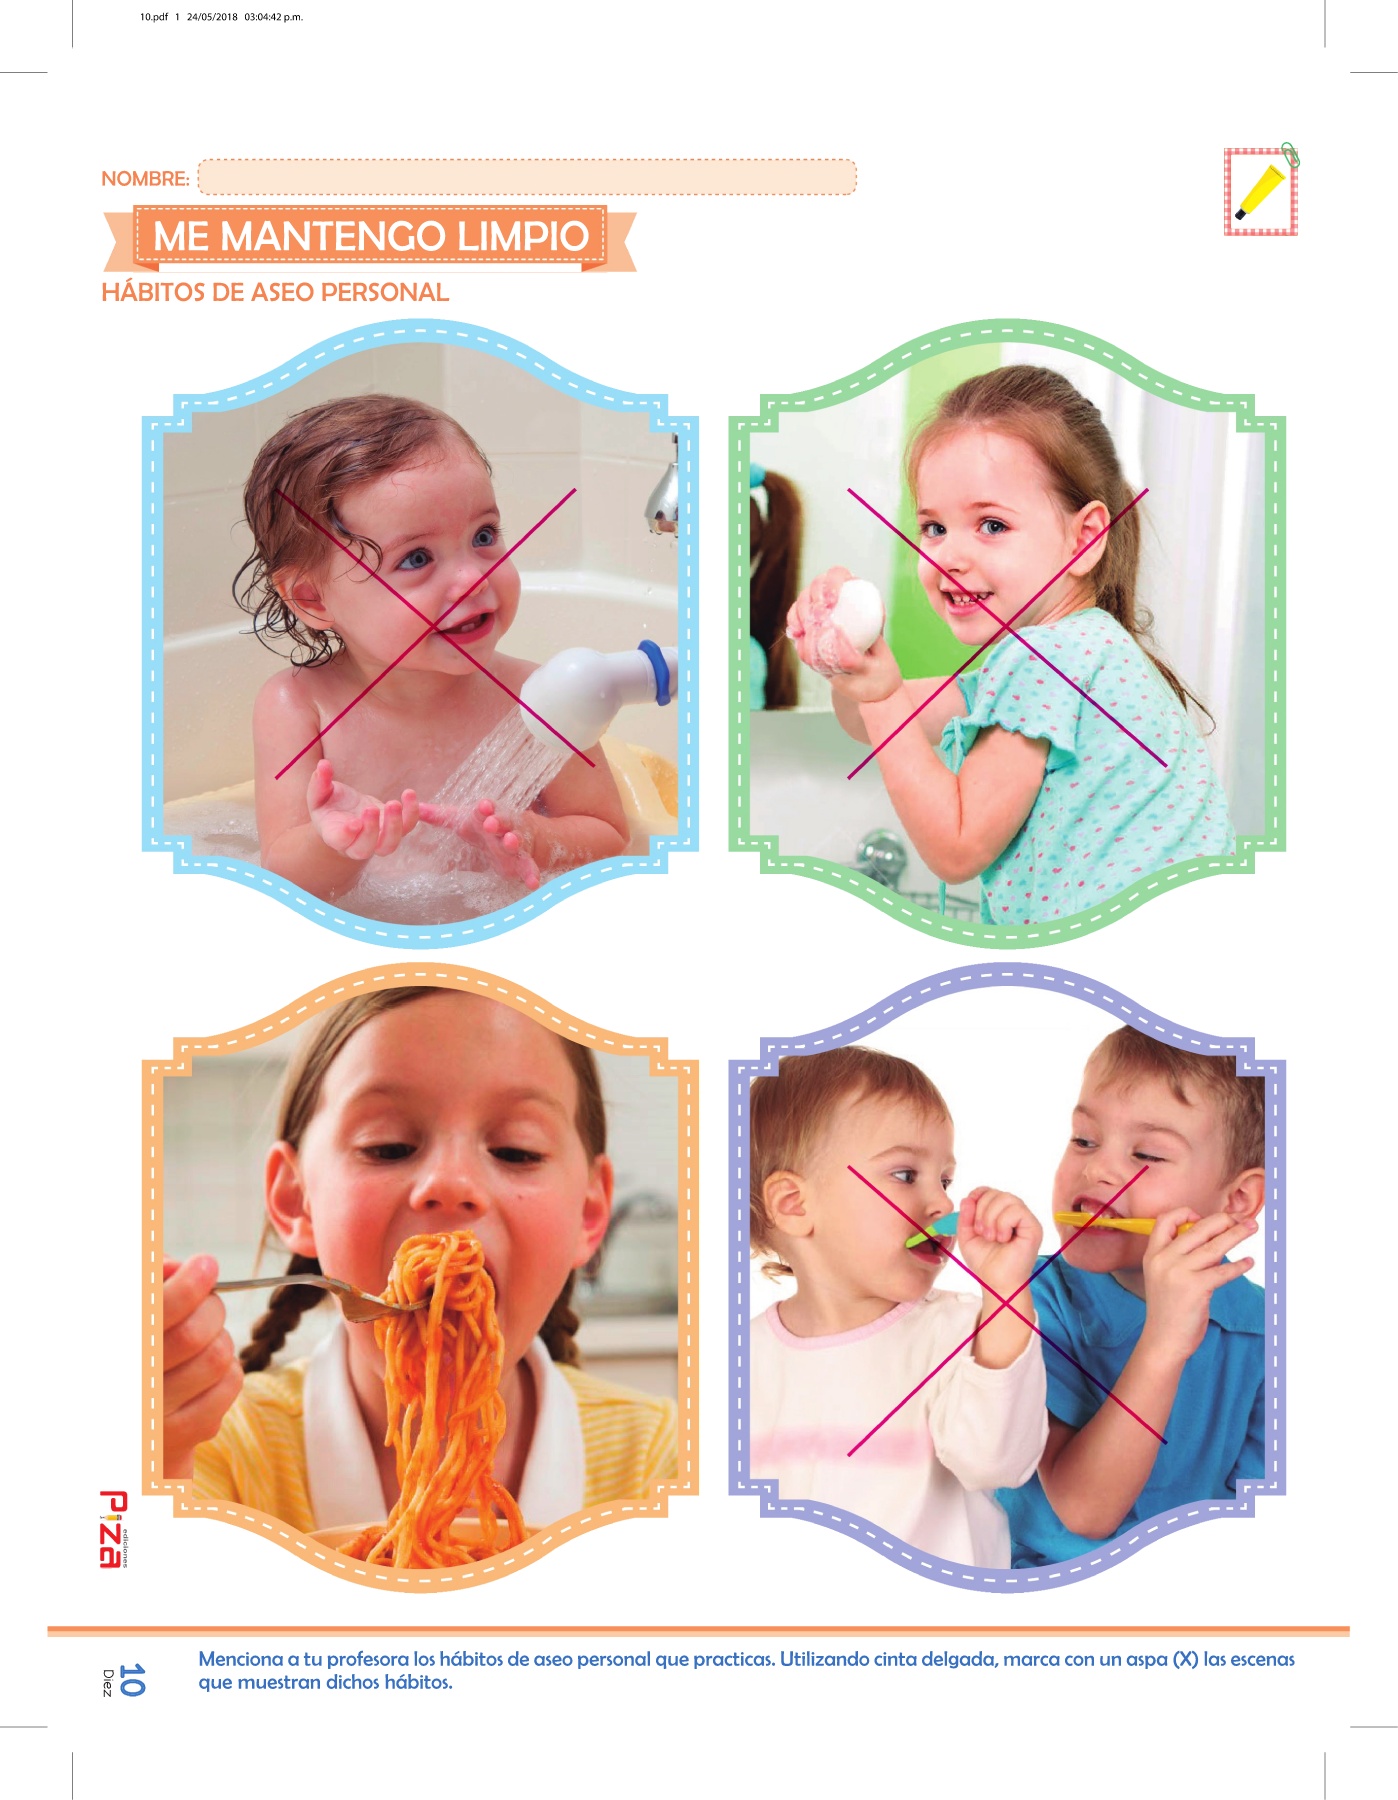 10.pdf 1 24/05/2018 03:04:42 p.m.
NOMBRE:
ME MANTENGO LIMPIO
HÁBITOS DE ASEO PERSONAL
Piza
ediciones
10
Diez
Menciona a tu profesora los hábitos de aseo personal que practicas. Utilizando cinta delgada, marca con un aspa (X) las escenas
que muestran dichos hábitos.